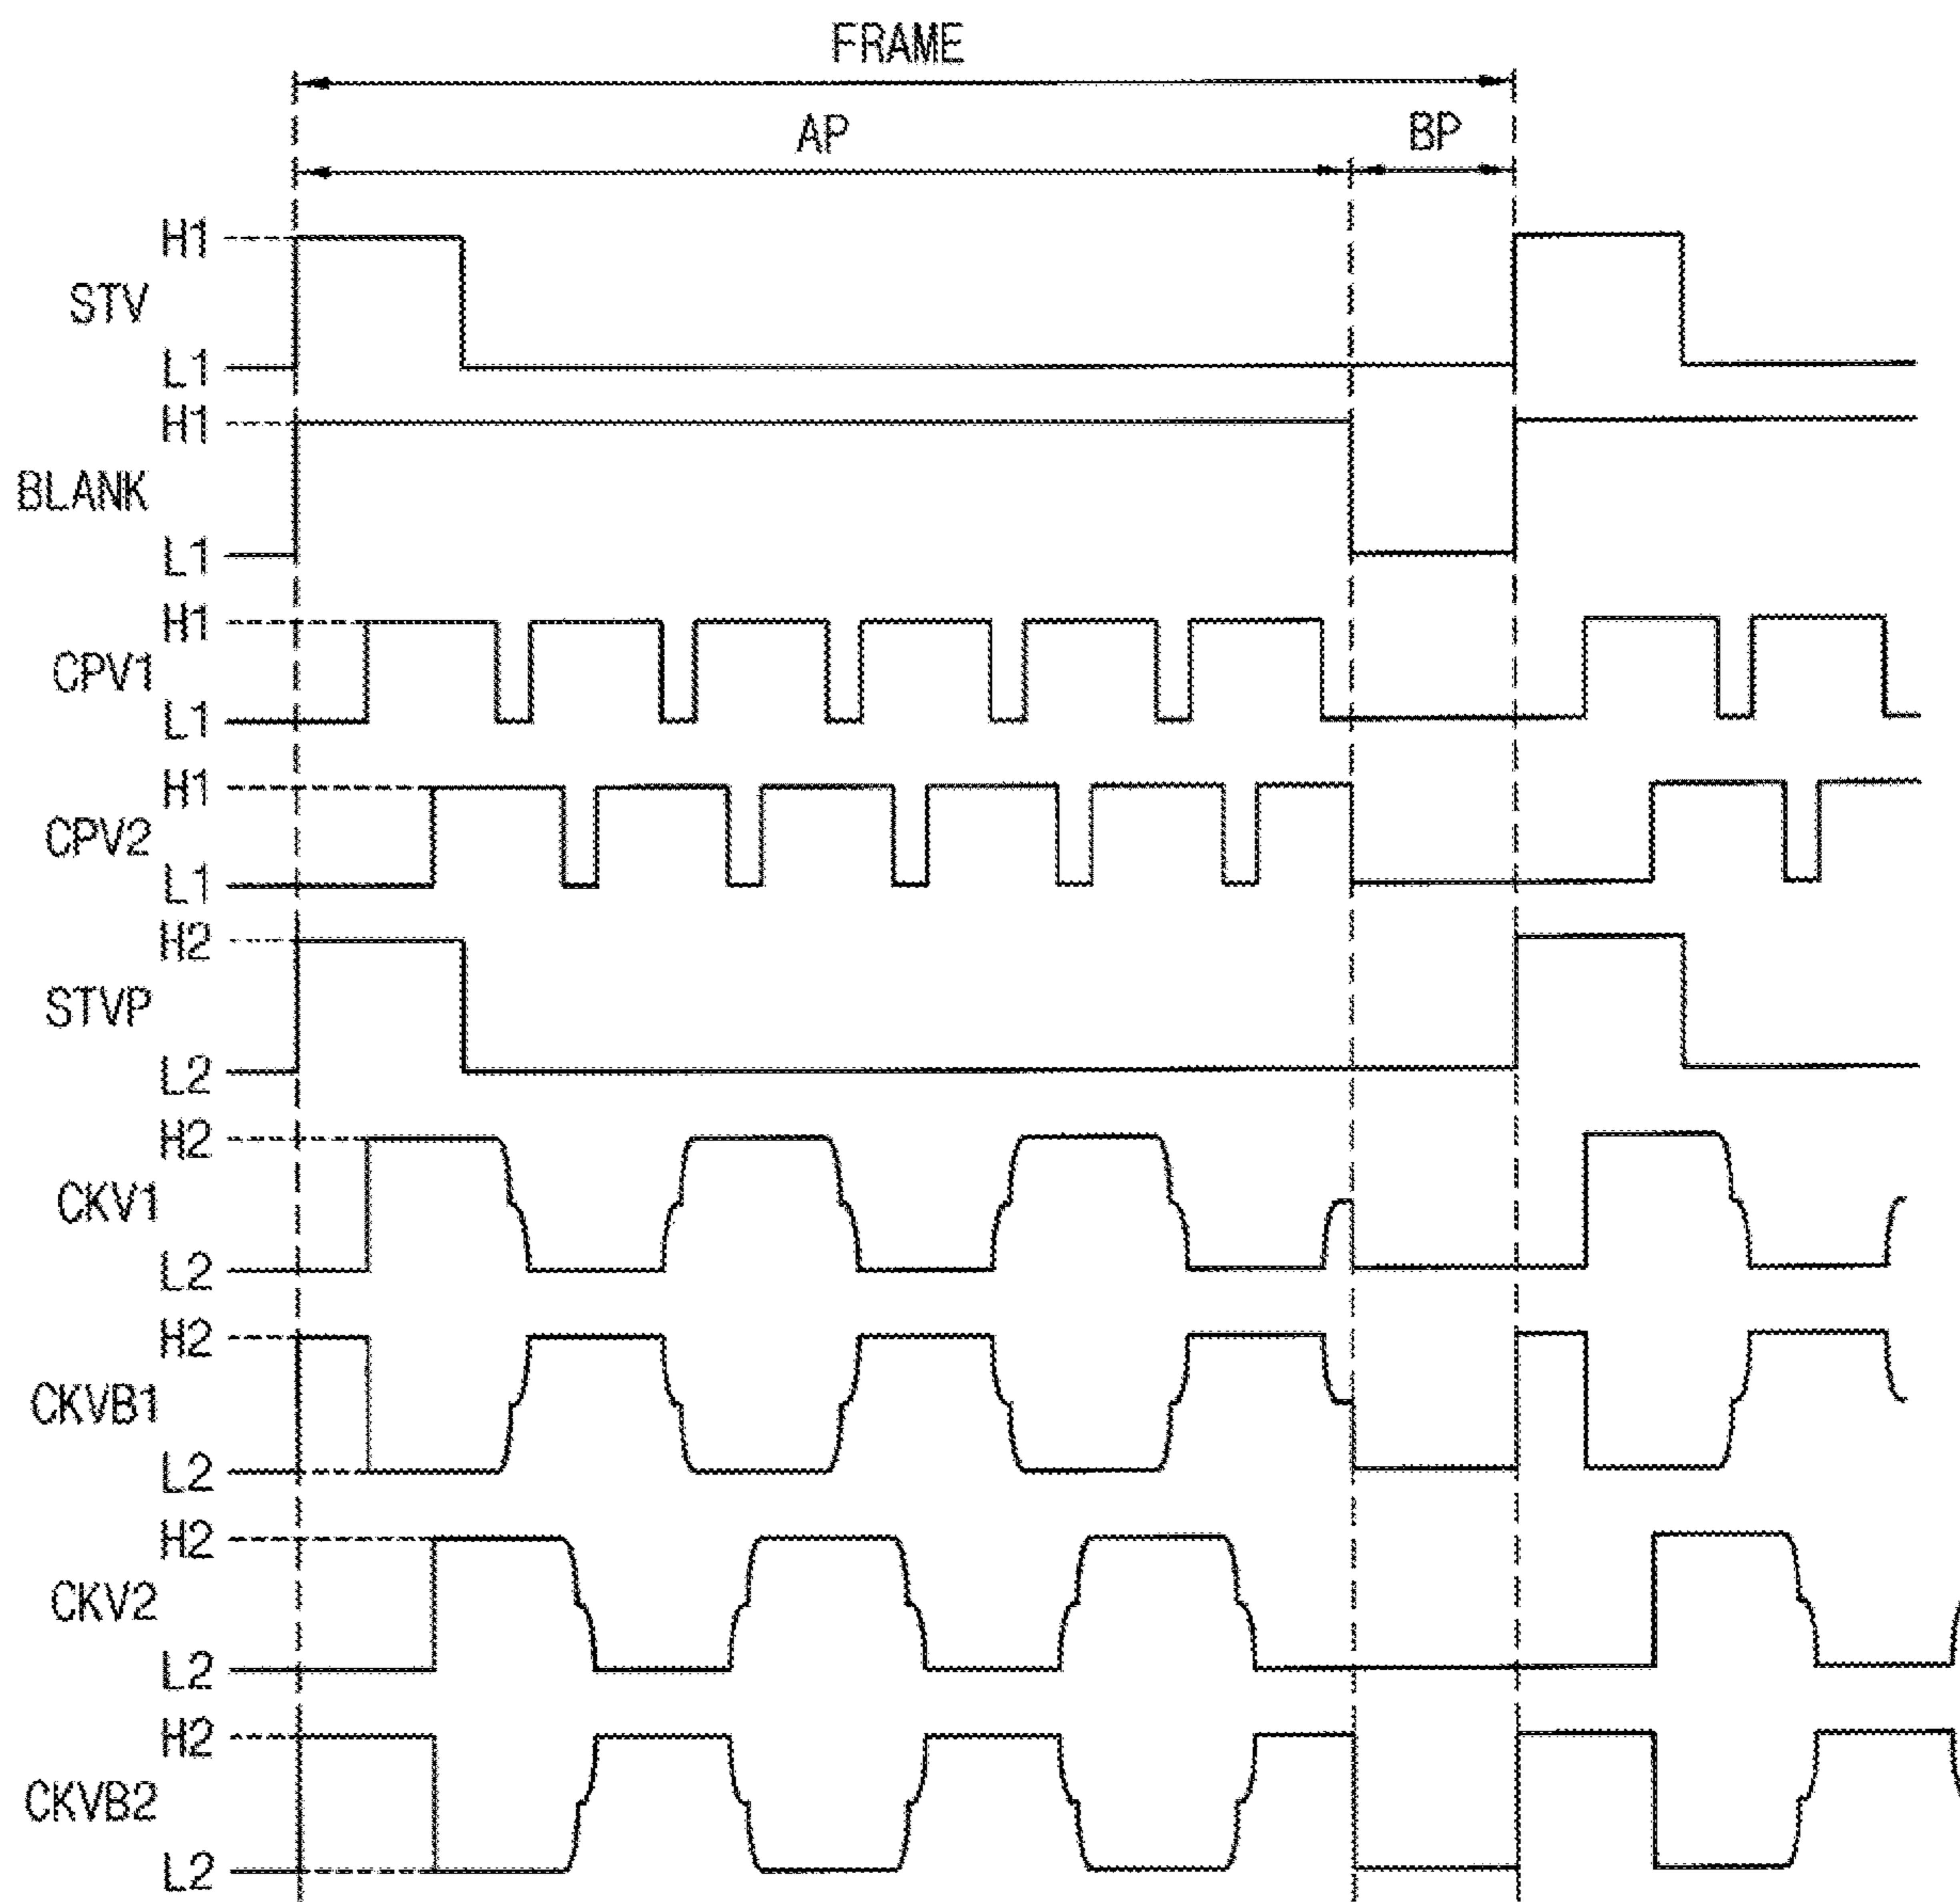 FRAME
AP
BP
H1
STV
L1
H1
BLANK
L1
H1
CPV1
L1
H1
CPV2
L1
H2
STVP
L2
H2
CKV1
L2
H2
CKVB1
L2
H2
CKV2
L2
H2
CKVB2
L2